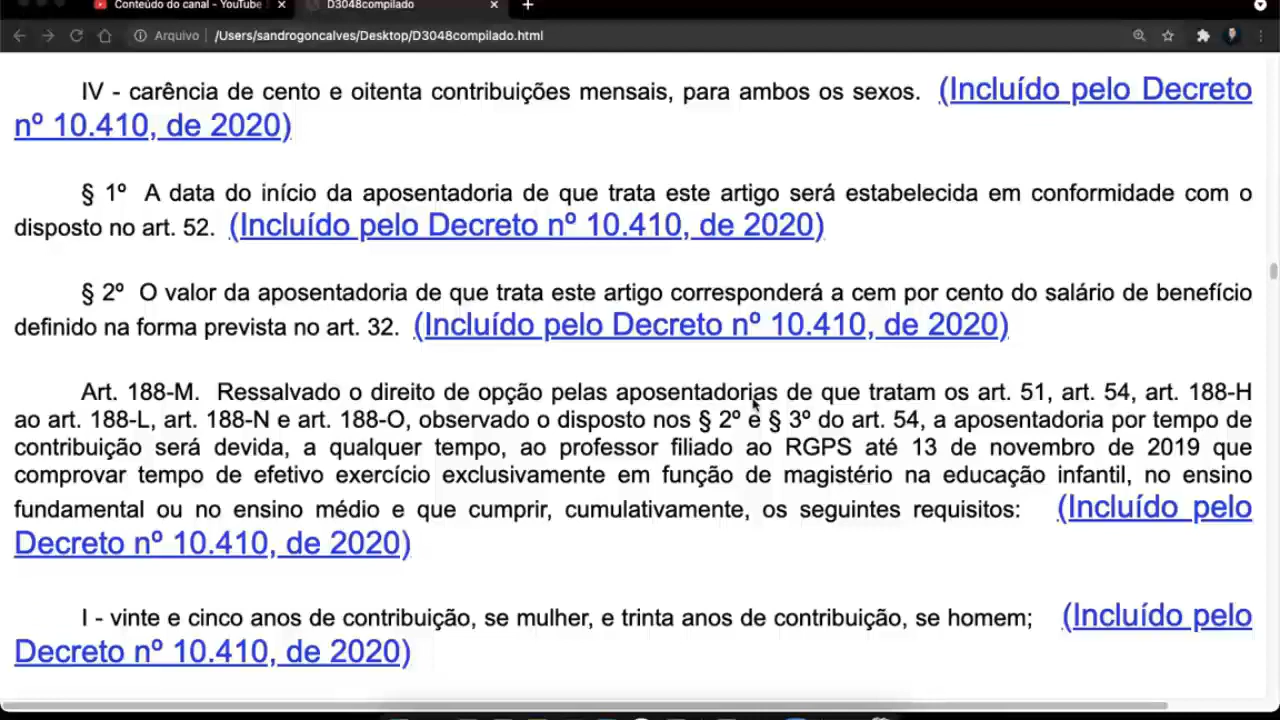 Conteúdo do canal - YouTube
D3048compilado
Arquivo /Users/sandrogoncalves/Desktop/D3048compilado.html
IV - carência de cento e oitenta contribuições mensais, para ambos os sexos. (Incluído pelo Decreto
nº 10.410, de 2020)
§ 1º A data do início da aposentadoria de que trata este artigo será estabelecida em conformidade com o
disposto no art. 52. (Incluído pelo Decreto nº 10.410, de 2020)
§ 2º O valor da aposentadoria de que trata este artigo corresponderá a cem por cento do salário de benefício
definido na forma prevista no art. 32. (Incluído pelo Decreto nº 10.410, de 2020)
Art. 188-M. Ressalvado o direito de opção pelas aposentadorias de que tratam os art. 51, art. 54, art. 188-H
ao art. 188-L, art. 188-N e art. 188-O, observado o disposto nos § 2º e § 3º do art. 54, a aposentadoria por tempo de
contribuição será devida, a qualquer tempo, ao professor filiado ao RGPS até 13 de novembro de 2019 que
comprovar tempo de efetivo exercício exclusivamente em função de magistério na educação infantil, no ensino
fundamental ou no ensino médio e que cumprir, cumulativamente, os seguintes requisitos: (Incluído pelo
Decreto nº 10.410, de 2020)
I - vinte e cinco anos de contribuição, se mulher, e trinta anos de contribuição, se homem; (Incluído pelo
Decreto nº 10.410, de 2020)